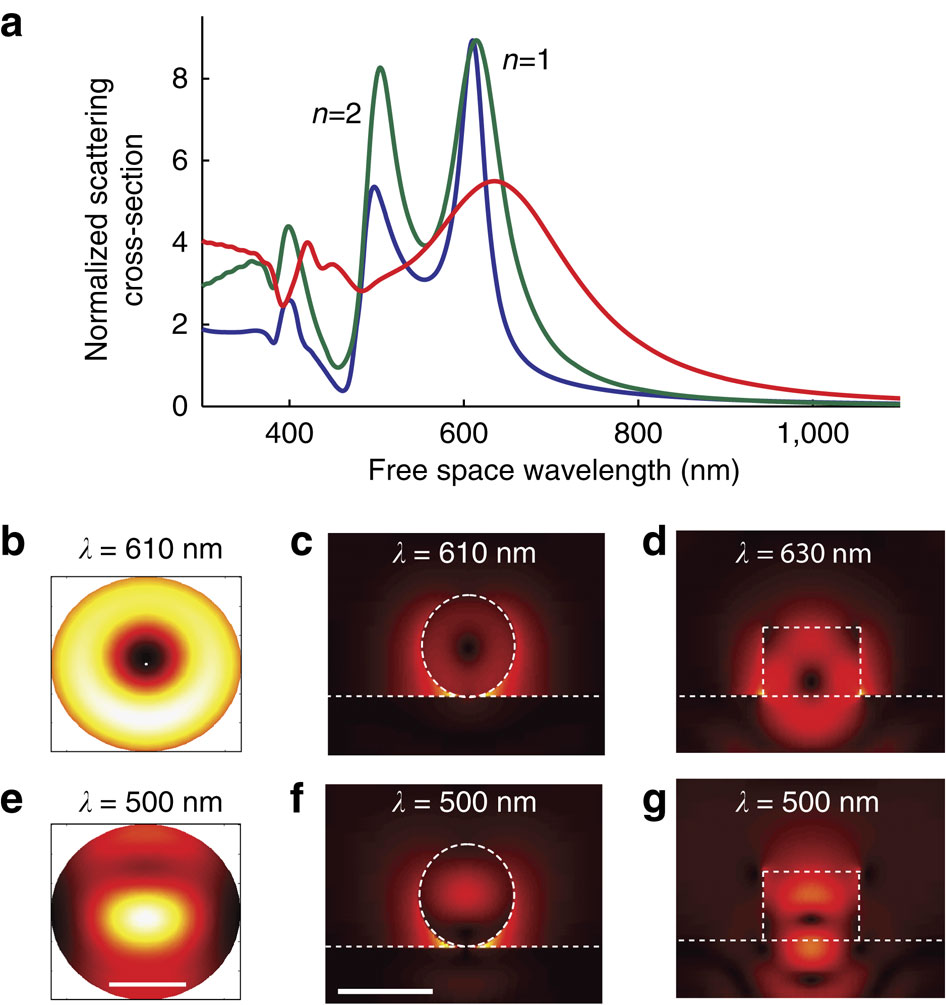 a
Normalized scattering
cross-section
8
6
4
2
0
n=2
n=1
400 600 800 1,000
Free space wavelength (nm)
b
λ = 610 nm
c
λ = 610 nm
d
λ = 630 nm
e
λ = 500 nm
f
λ = 500 nm
g
λ = 500 nm